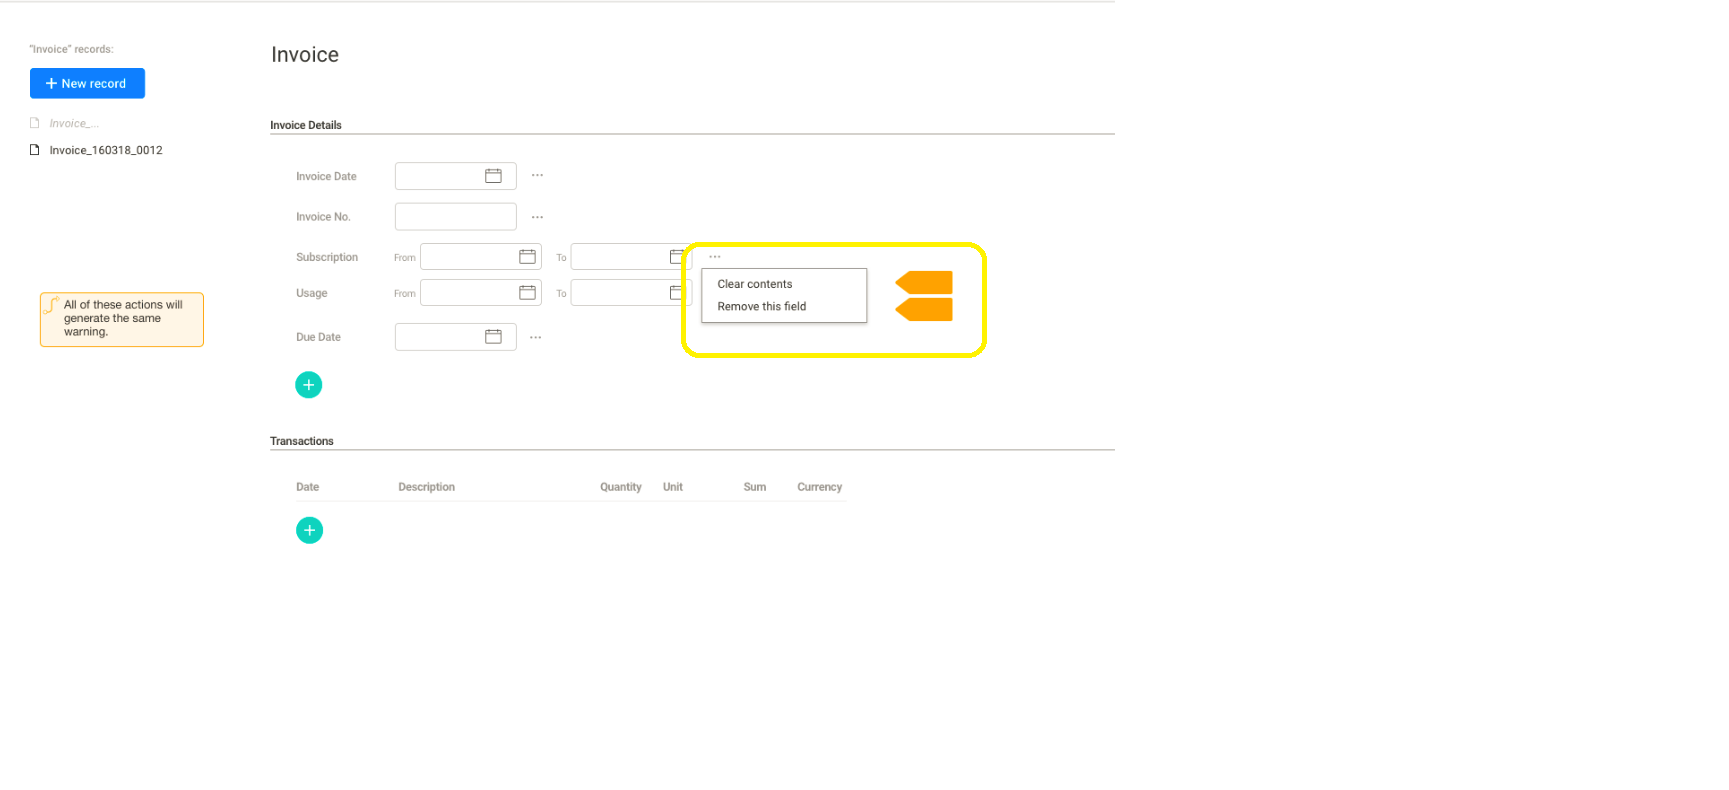 "Invoice" records:
+ New record
Invoice_...
Invoice_160318_0012
All of these actions will
generate the same
warning.
Invoice
Invoice Details
Invoice Date ...
Invoice No. ...
Subscription From To ...
Clear contents
Usage From To
Remove this field
Due Date ...
+
Transactions
Date Description Quantity Unit Sum Currency
+